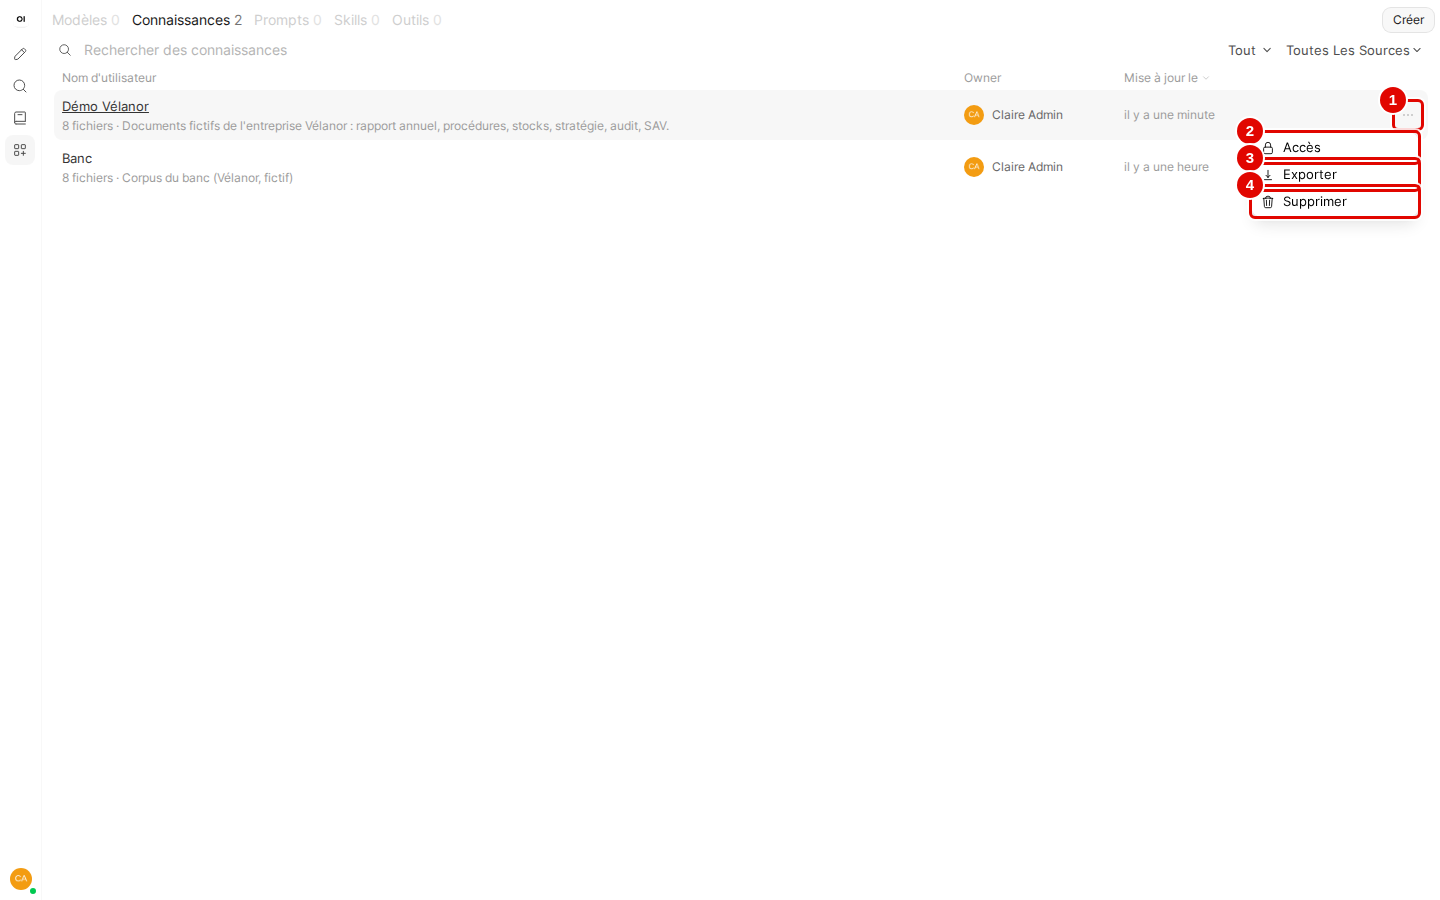 OI
Modèles 0 Connaissances 2 Prompts 0 Skills 0 Outils 0 Créer
Rechercher des connaissances Tout Toutes Les Sources
Nom d'utilisateur Owner Mise à jour le
1
Démo Vélanor
8 fichiers · Documents fictifs de l'entreprise Vélanor : rapport annuel, procédures, stocks, stratégie, audit, SAV. CA Claire Admin il y a une minute
2 Accès
Banc
8 fichiers · Corpus du banc (Vélanor, fictif) CA Claire Admin il y a une heure
3 Exporter
4 Supprimer
CA